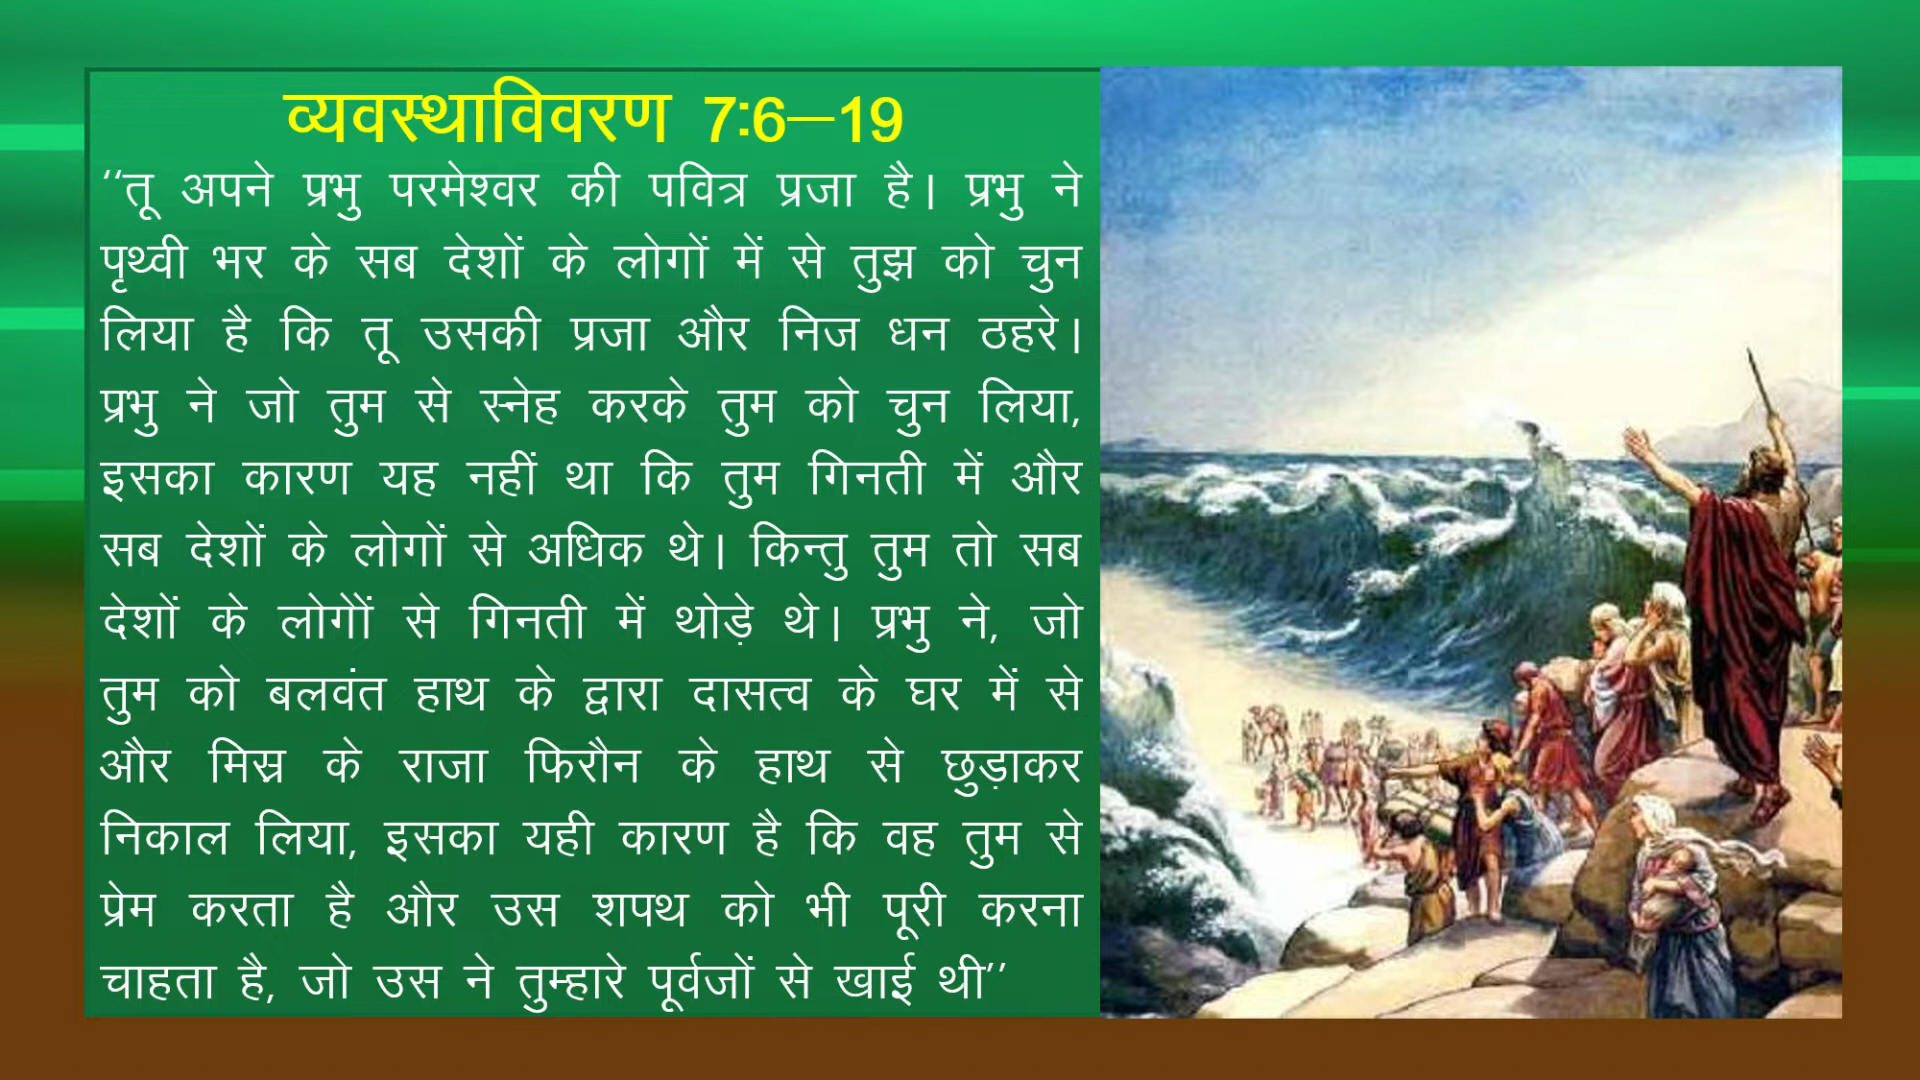 व्यवस्थाविवरण 7:6–19
‘‘तू अपने प्रभु परमेश्वर की पवित्र प्रजा है। प्रभु ने
पृथ्वी भर के सब देशों के लोगों में से तुझ को चुन
लिया है कि तू उसकी प्रजा और निज धन ठहरे।
प्रभु ने जो तुम से स्नेह करके तुम को चुन लिया,
इसका कारण यह नहीं था कि तुम गिनती में और
सब देशों के लोगों से अधिक थे। किन्तु तुम तो सब
देशों के लोगों से गिनती में थोड़े थे। प्रभु ने, जो
तुम को बलवंत हाथ के द्वारा दासत्व के घर में से
और मिस्र के राजा फिरौन के हाथ से छुड़ाकर
निकाल लिया, इसका यही कारण है कि वह तुम से
प्रेम करता है और उस शपथ को भी पूरी करना
चाहता है, जो उस ने तुम्हारे पूर्वजों से खाई थी’’